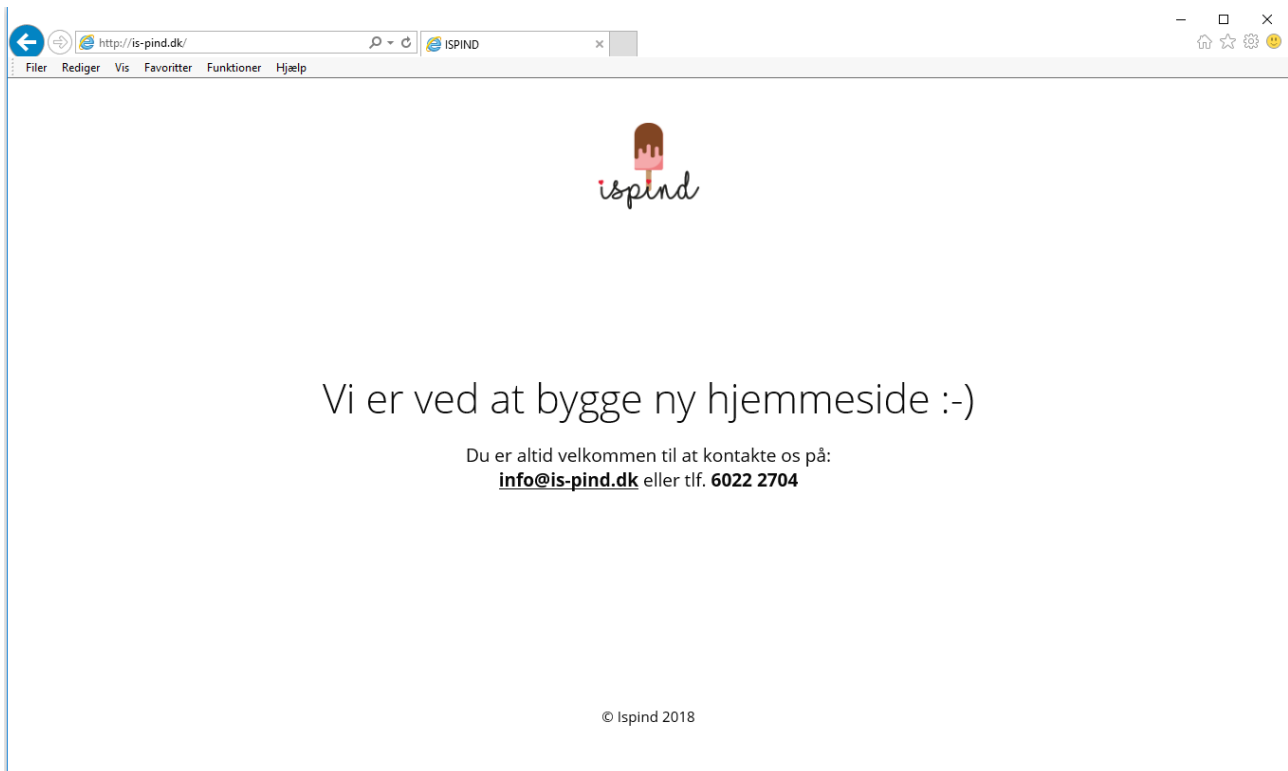 http://is-pind.dk/
ISPIND
Filer Rediger Vis Favoritter Funktioner Hjælp
ispind
Vi er ved at bygge ny hjemmeside :-)
Du er altid velkommen til at kontakte os på:
info@is-pind.dk eller tlf. 6022 2704
© Ispind 2018